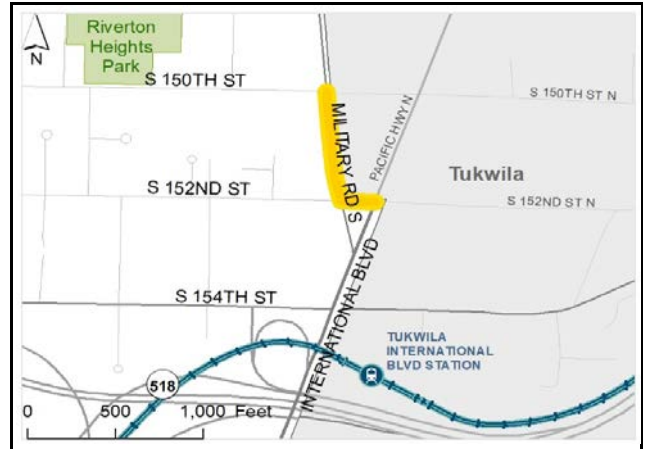 Riverton
Heights
Park
N
S 150TH ST
S 150TH ST N
MILITARY RD S
PACIFIC HWY N
Tukwila
S 152ND ST
S 152ND ST N
INTERNATIONAL BLVD
S 154TH ST
TUKWILA
INTERNATIONAL
BLVD STATION
518
0 500 1,000 Feet